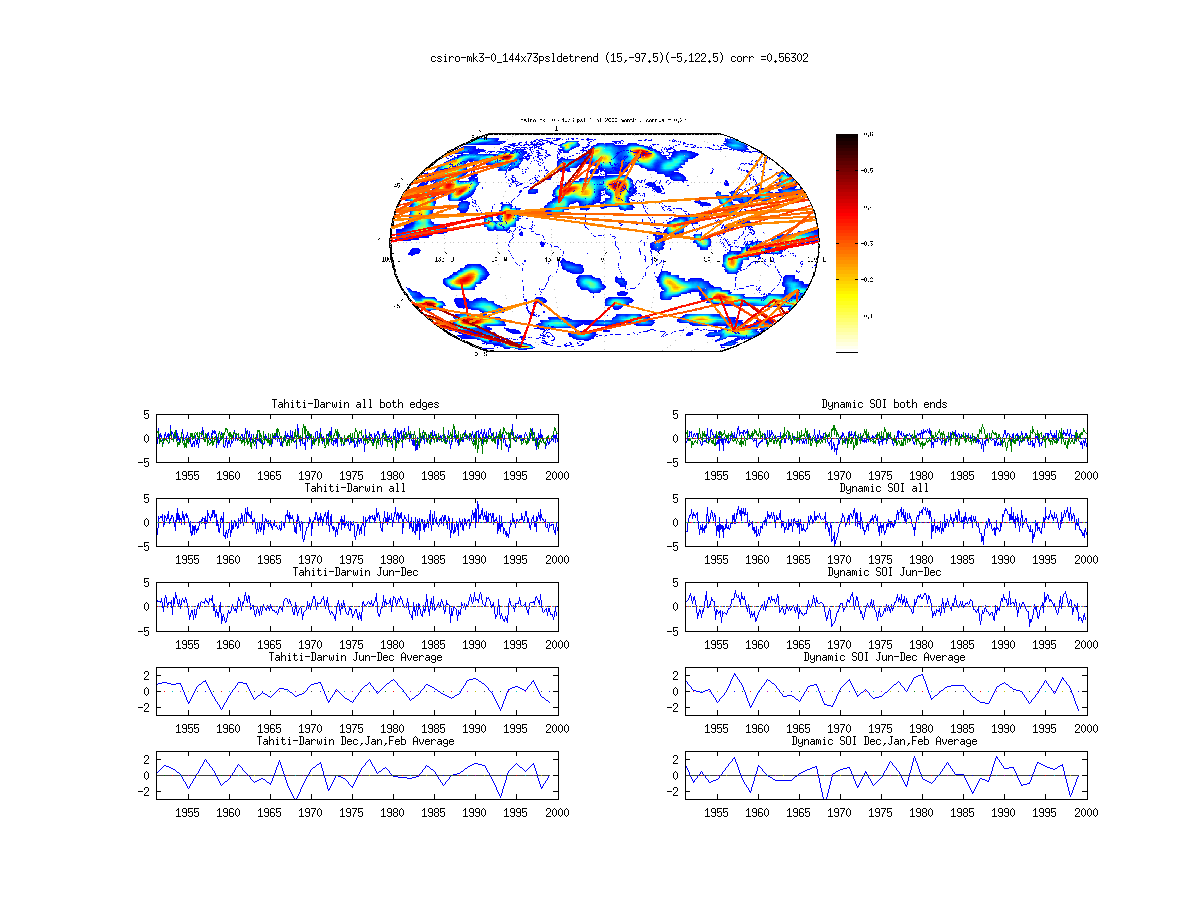 csiro-mk3-0_144x73psldetrend (15,-97.5)(-5,122.5) corr =0.56302
Tahiti-Darwin all both edges
5
0
-5
1955 1960 1965 1970 1975 1980 1985 1990 1995 2000
Dynamic SOI both ends
5
0
-5
1955 1960 1965 1970 1975 1980 1985 1990 1995 2000
Tahiti-Darwin all
5
0
-5
1955 1960 1965 1970 1975 1980 1985 1990 1995 2000
Dynamic SOI all
5
0
-5
1955 1960 1965 1970 1975 1980 1985 1990 1995 2000
Tahiti-Darwin Jun-Dec
5
0
-5
1955 1960 1965 1970 1975 1980 1985 1990 1995 2000
Dynamic SOI Jun-Dec
5
0
-5
1955 1960 1965 1970 1975 1980 1985 1990 1995 2000
Tahiti-Darwin Jun-Dec Average
2
0
-2
1955 1960 1965 1970 1975 1980 1985 1990 1995 2000
Dynamic SOI Jun-Dec Average
2
0
-2
1955 1960 1965 1970 1975 1980 1985 1990 1995 2000
Tahiti-Darwin Dec,Jan,Feb Average
2
0
-2
1955 1960 1965 1970 1975 1980 1985 1990 1995 2000
Dynamic SOI Dec,Jan,Feb Average
2
0
-2
1955 1960 1965 1970 1975 1980 1985 1990 1995 2000